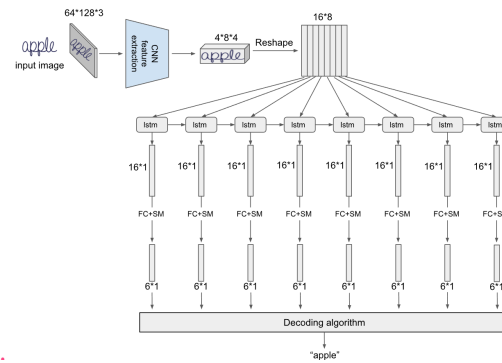 64*128*3
apple
input image
apple
CNN
feature
extraction
4*8*4
apple
Reshape
16*8
lstm lstm lstm lstm lstm lstm lstm lstm
16*1 16*1 16*1 16*1 16*1 16*1 16*1 16*1
FC+SM FC+SM FC+SM FC+SM FC+SM FC+SM FC+SM FC+S
6*1 6*1 6*1 6*1 6*1 6*1 6*1 6*1
Decoding algorithm
“apple”